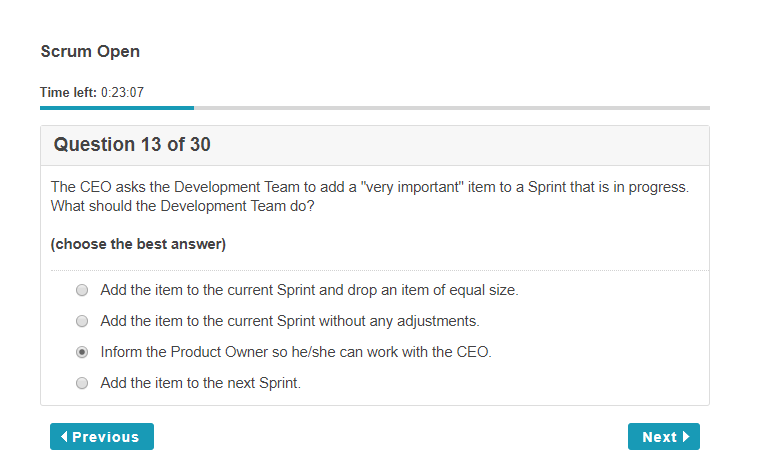 Scrum Open
Time left: 0:23:07
Question 13 of 30
The CEO asks the Development Team to add a "very important" item to a Sprint that is in progress.
What should the Development Team do?
(choose the best answer)
Add the item to the current Sprint and drop an item of equal size.
Add the item to the current Sprint without any adjustments.
Inform the Product Owner so he/she can work with the CEO.
Add the item to the next Sprint.
Previous
Next